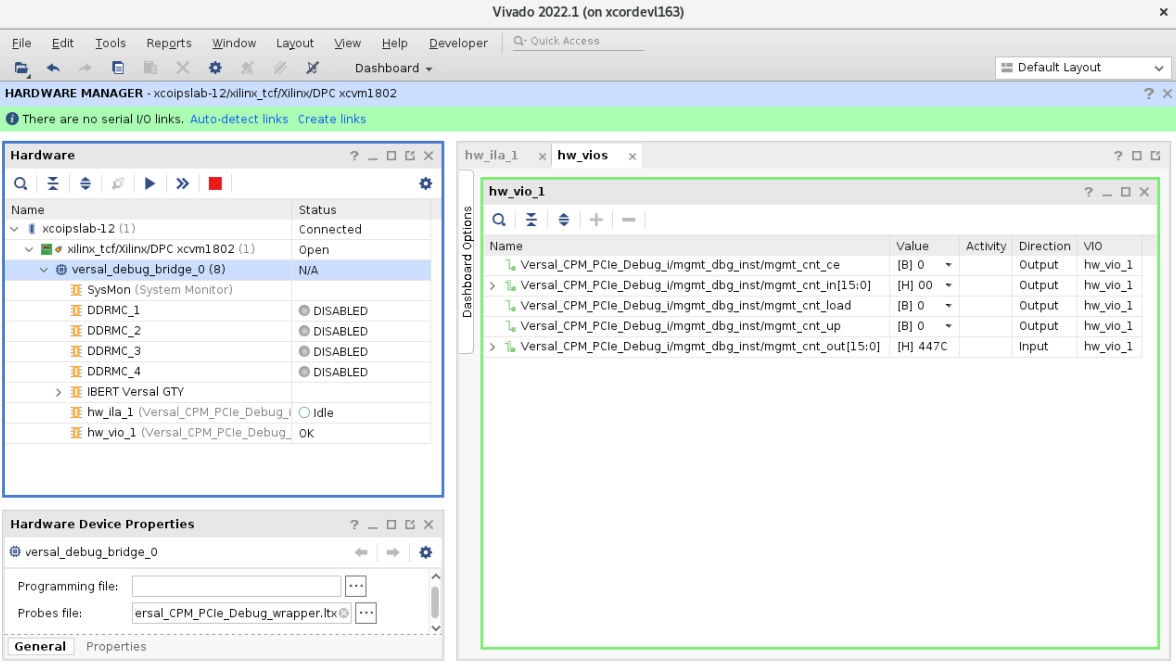 Vivado 2022.1 (on xcordevl163)
File Edit Tools Reports Window Layout View Help Developer Quick Access
Dashboard Default Layout
HARDWARE MANAGER - xcoipslab-12/xilinx_tcf/Xilinx/DPC xcvm1802
There are no serial I/O links. Auto-detect links Create links
Hardware
Name Status
xcoipslab-12 (1) Connected
xilinx_tcf/Xilinx/DPC xcvm1802 (1) Open
versal_debug_bridge_0 (8) N/A
SysMon (System Monitor)
DDRMC_1 DISABLED
DDRMC_2 DISABLED
DDRMC_3 DISABLED
DDRMC_4 DISABLED
IBERT Versal GTY
hw_ila_1 (Versal_CPM_PCIe_Debug_i Idle
hw_vio_1 (Versal_CPM_PCIe_Debug_ OK
Hardware Device Properties
versal_debug_bridge_0
Programming file:
Probes file: ersal_CPM_PCIe_Debug_wrapper.ltx
General Properties
hw_ila_1 hw_vios
Dashboard Options
hw_vio_1
Name Value Activity Direction VIO
Versal_CPM_PCIe_Debug_i/mgmt_dbg_inst/mgmt_cnt_ce [B] 0 Output hw_vio_1
Versal_CPM_PCIe_Debug_i/mgmt_dbg_inst/mgmt_cnt_in[15:0] [H] 00 Output hw_vio_1
Versal_CPM_PCIe_Debug_i/mgmt_dbg_inst/mgmt_cnt_load [B] 0 Output hw_vio_1
Versal_CPM_PCIe_Debug_i/mgmt_dbg_inst/mgmt_cnt_up [B] 0 Output hw_vio_1
Versal_CPM_PCIe_Debug_i/mgmt_dbg_inst/mgmt_cnt_out[15:0] [H] 447C Input hw_vio_1